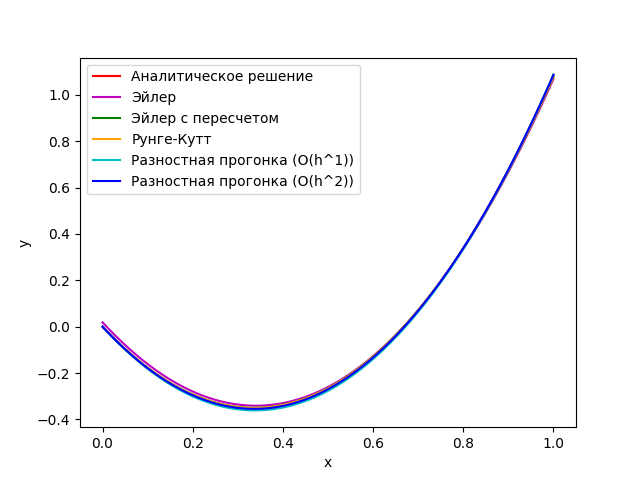 Аналитическое решение
Эйлер
Эйлер с пересчетом
Рунге-Кутт
Разностная прогонка (O(h^1))
Разностная прогонка (O(h^2))
1.0
0.8
0.6
0.4
0.2
0.0
−0.2
−0.4
y
0.0 0.2 0.4 0.6 0.8 1.0
x